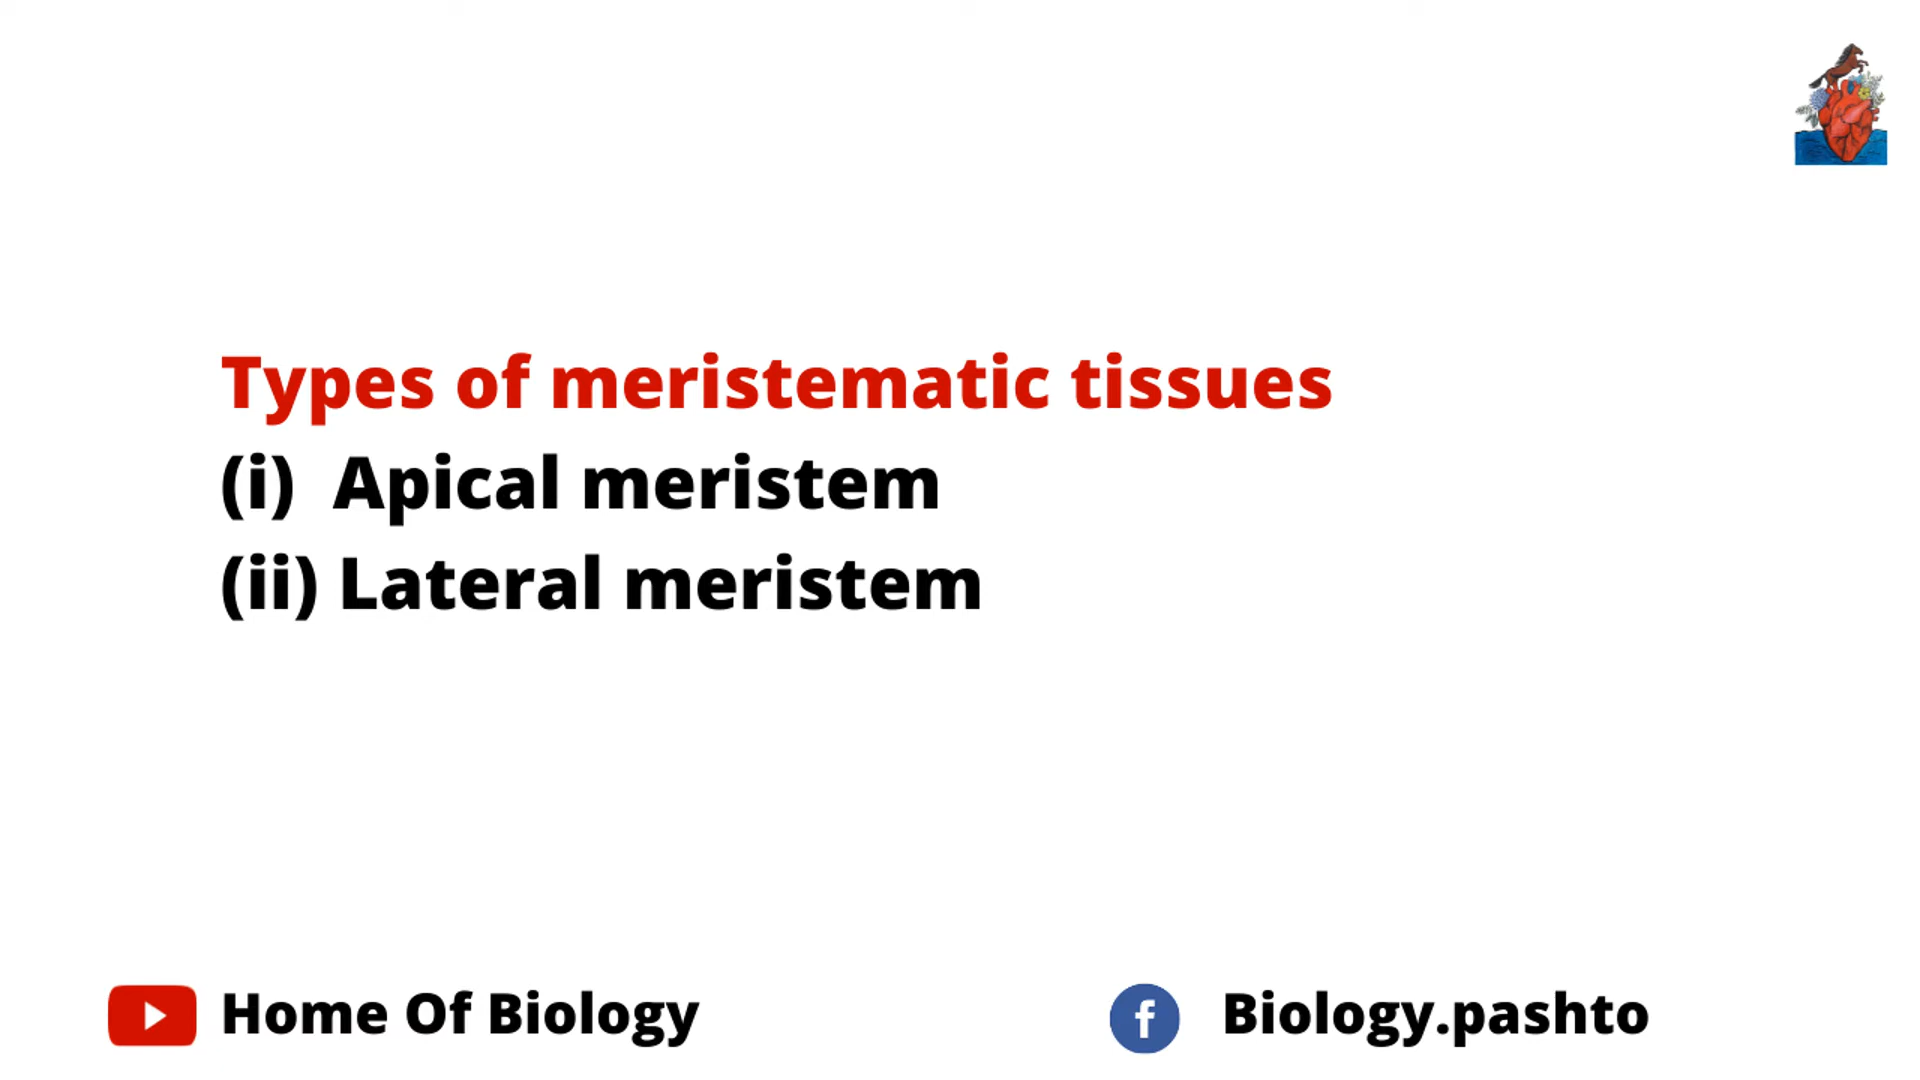 Types of meristematic tissues
(i) Apical meristem
(ii) Lateral meristem
Home Of Biology
Biology.pashto